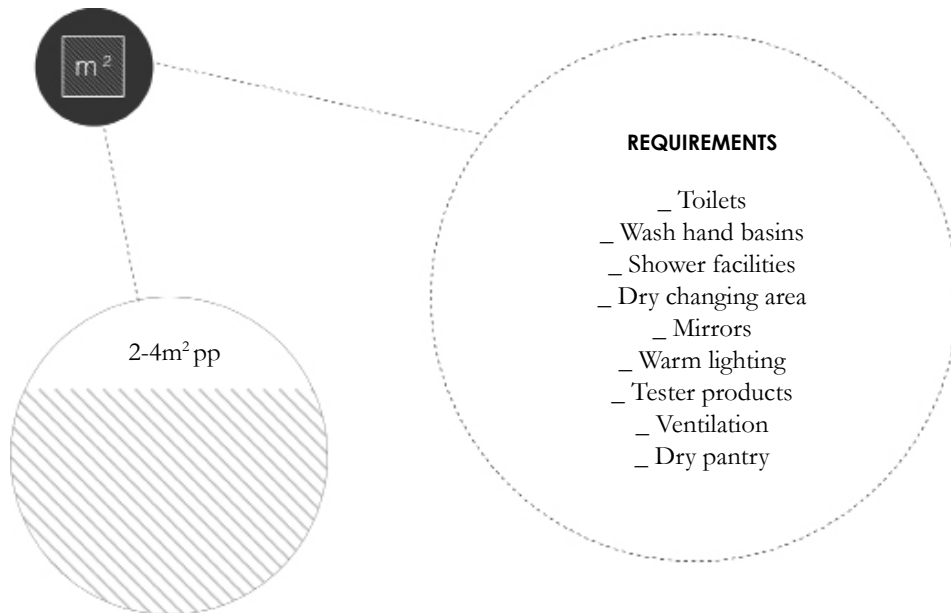 m²
REQUIREMENTS
_ Toilets
_ Wash hand basins
_ Shower facilities
_ Dry changing area
_ Mirrors
_ Warm lighting
_ Tester products
_ Ventilation
_ Dry pantry
2-4m² pp